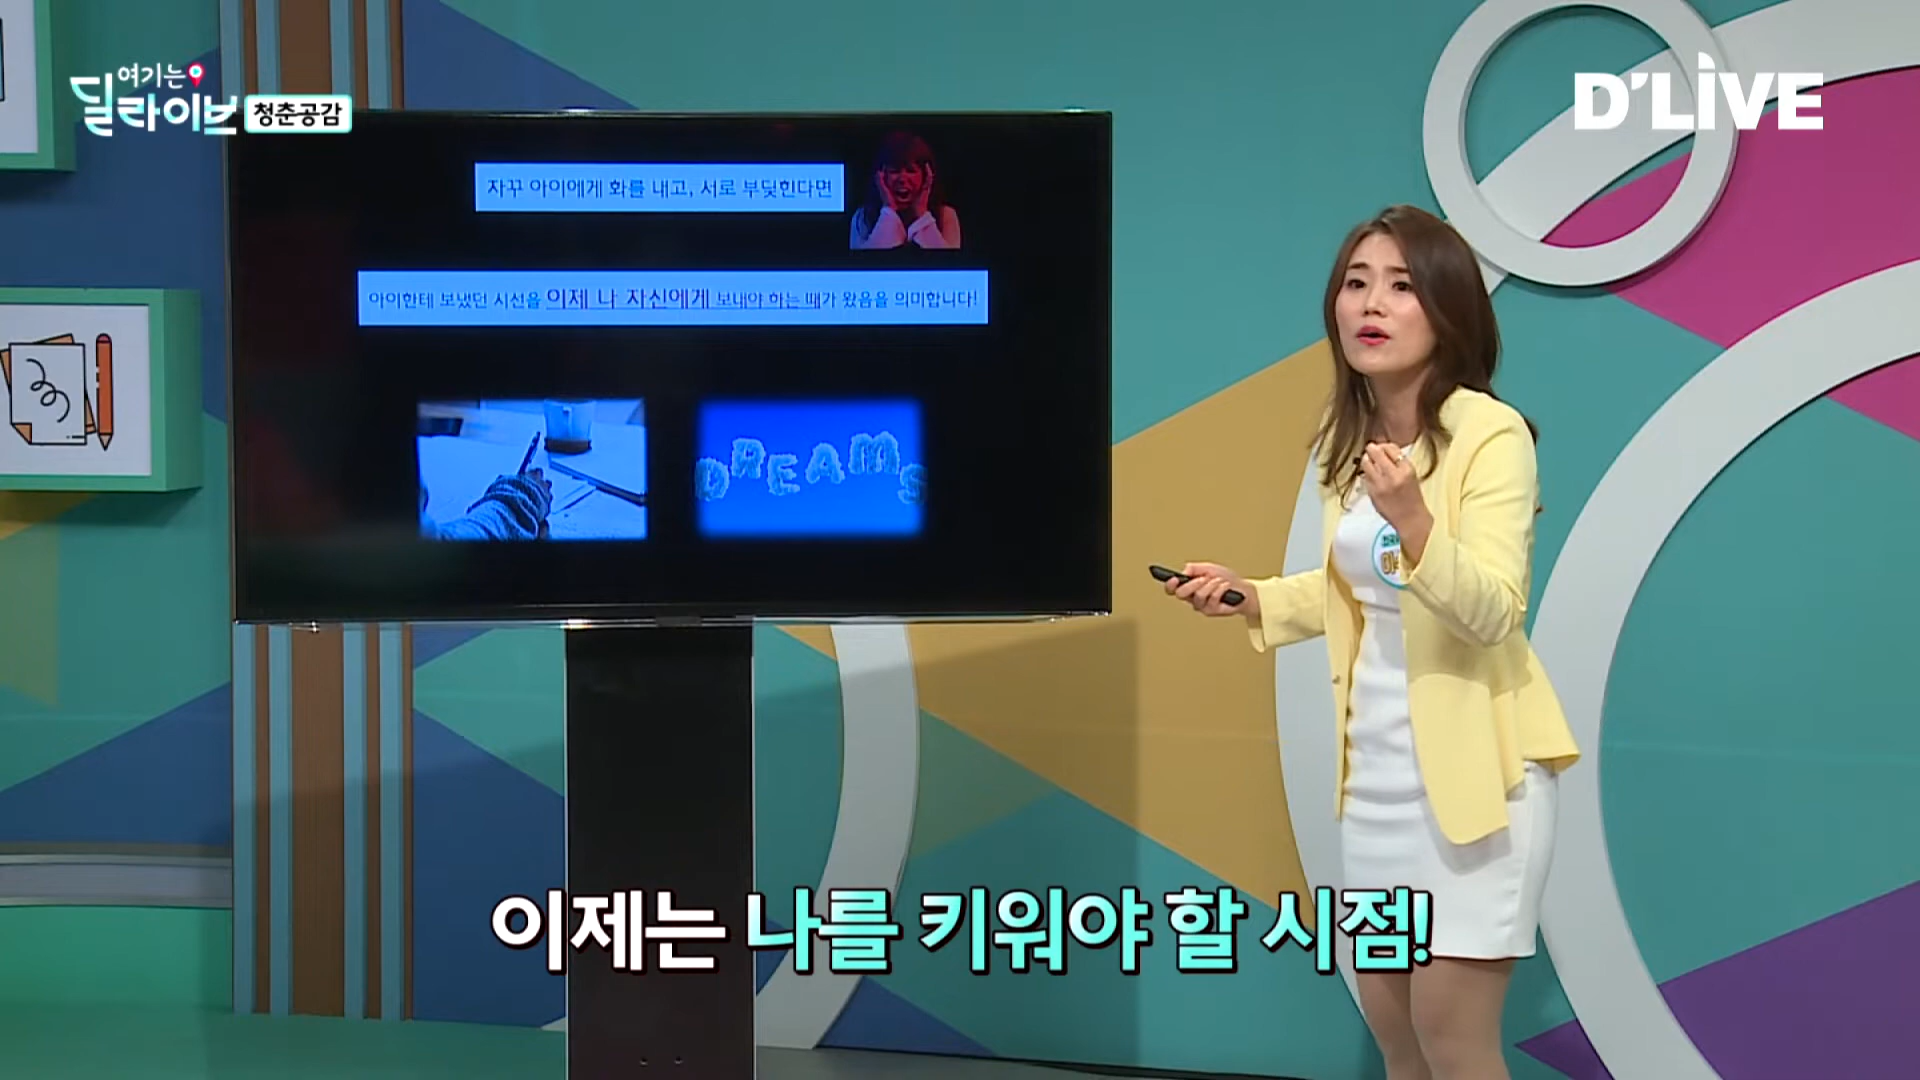 여기는
딜라이브 청춘공감
D'LIVE
자꾸 아이에게 화를 내고, 서로 부딪힌다면
아이한테 보냈던 시선을 이제 나 자신에게 보내야 하는 때가 왔음을 의미합니다!
DREAMS
이제는 나를 키워야 할 시점!